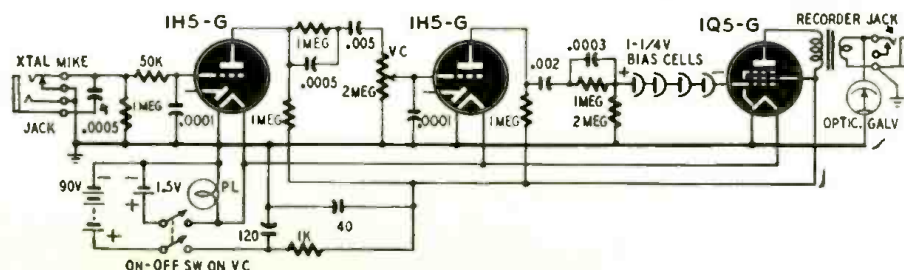 1H5-G
1H5-G
1Q5-G
RECORDER JACK
XTAL MIKE
50K
1MEG
.005
.0005
VC
2MEG
.002
.0003
1-1/4V
BIAS CELLS
+
-
1MEG
2MEG
JACK
.0005
1MEG
.0001
1MEG
.0001
1MEG
OPTIC. GALV
90V
-
-
1.5V
+
+
PL
120
40
1K
ON-OFF SW ON VC